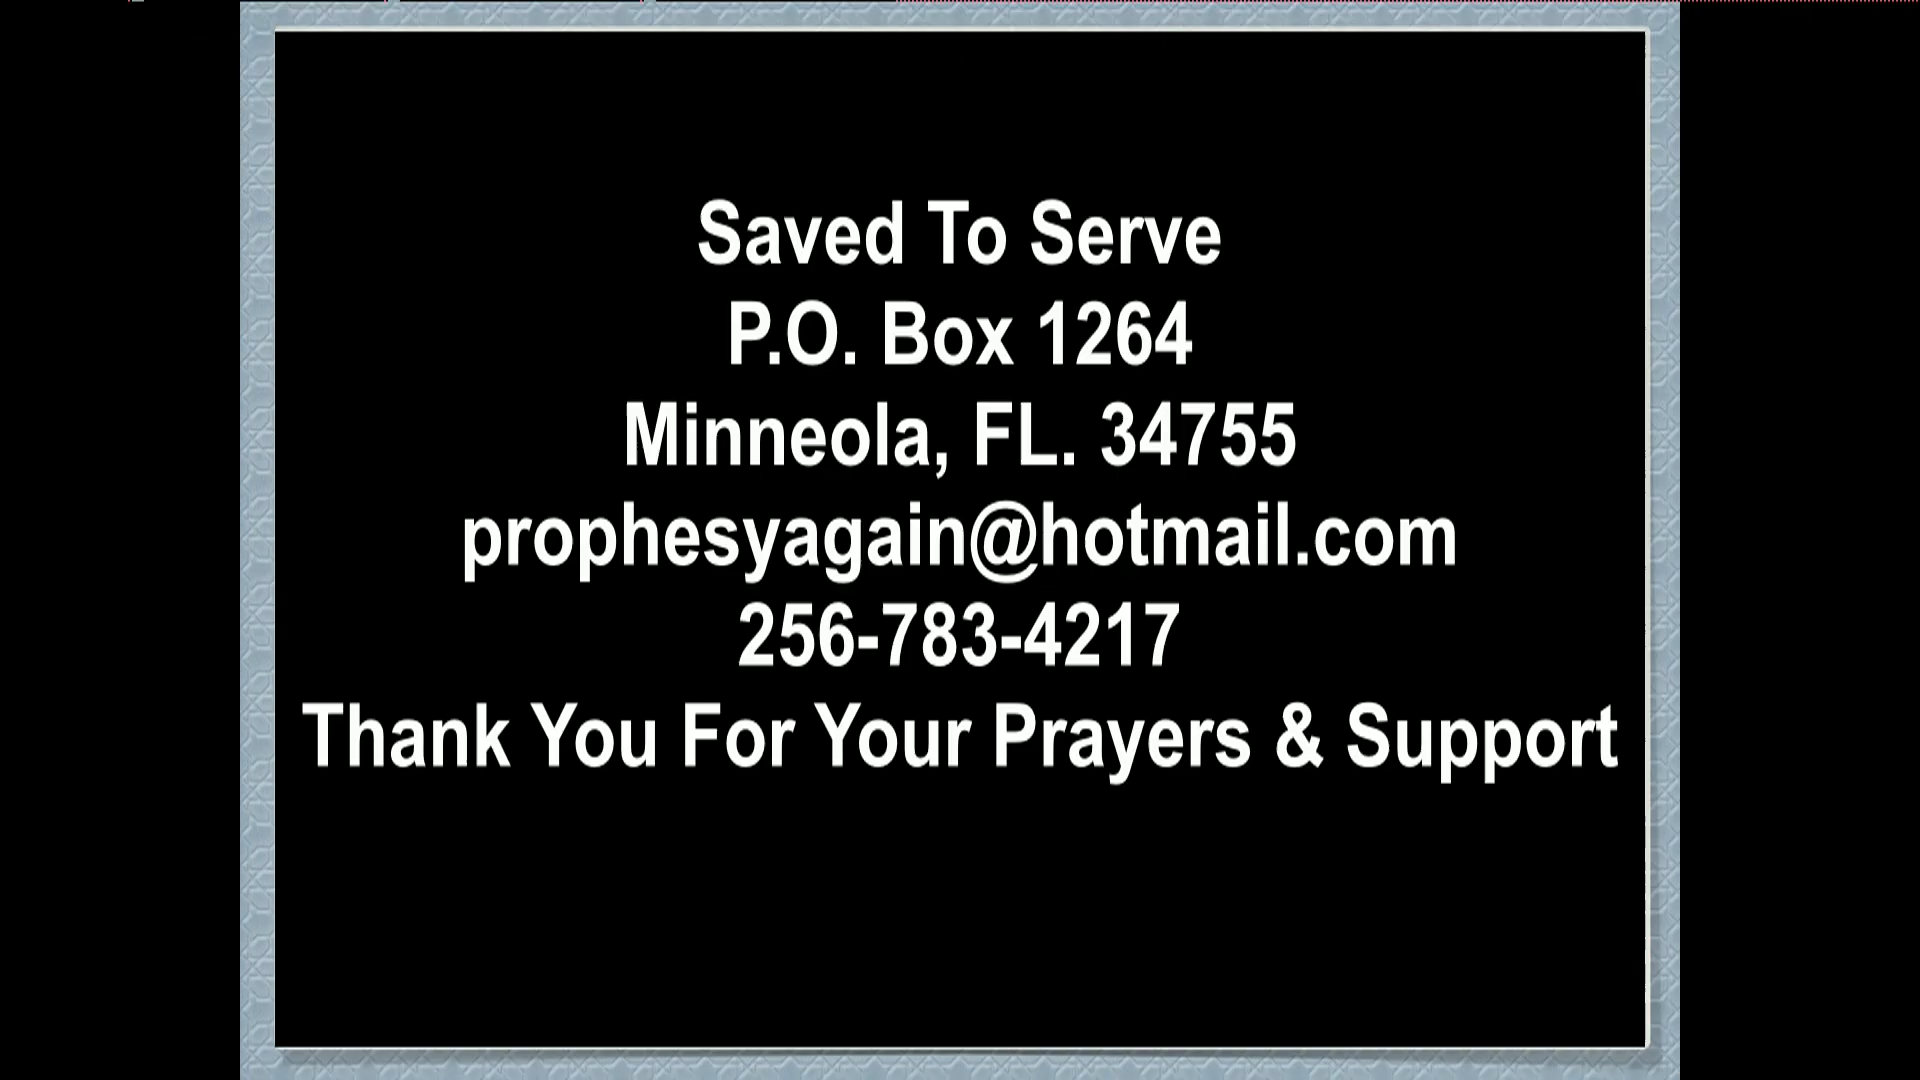 Saved To Serve
P.O. Box 1264
Minneola, FL. 34755
prophesyagain@hotmail.com
256-783-4217
Thank You For Your Prayers & Support